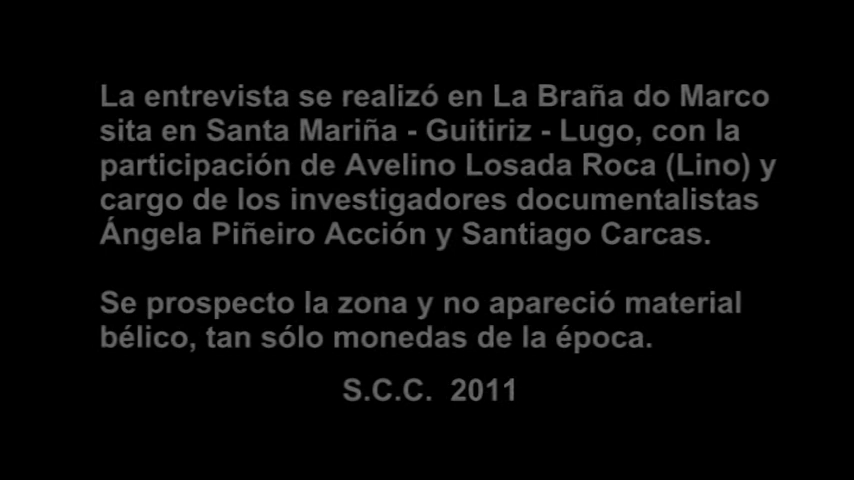 La entrevista se realizó en La Braña do Marco
sita en Santa Mariña - Guitiriz - Lugo, con la
participación de Avelino Losada Roca (Lino) y
cargo de los investigadores documentalistas
Ángela Piñeiro Acción y Santiago Carcas.
Se prospecto la zona y no apareció material
bélico, tan sólo monedas de la época.
S.C.C. 2011